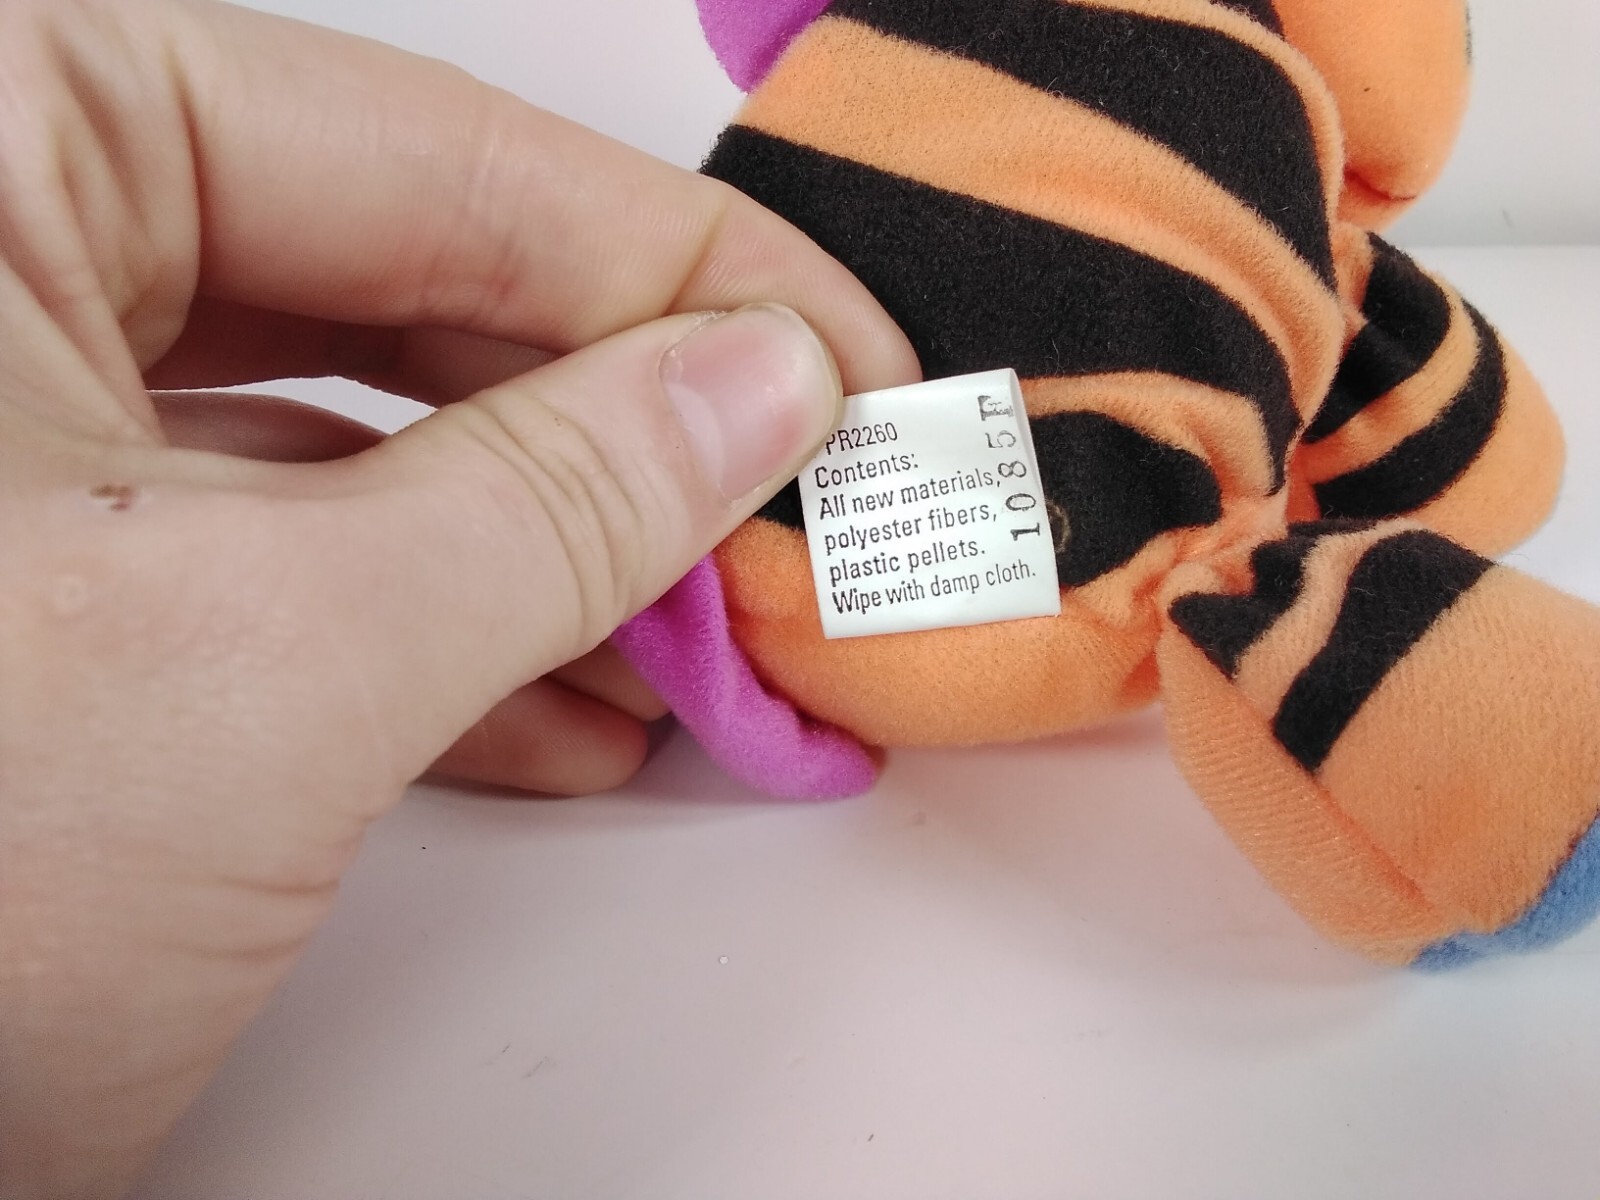 PR2260
Contents:
All new materials,
polyester fibers,
plastic pellets.
Wipe with damp cloth.
1085T